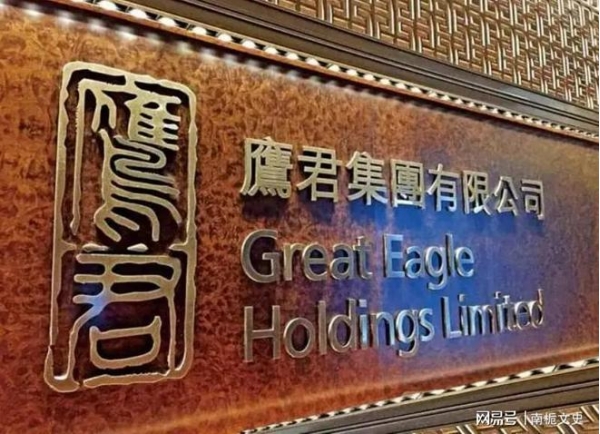 鷹君
鷹君集團有限公司
Great Eagle
Holdings Limited
网易号 | 南栀文史